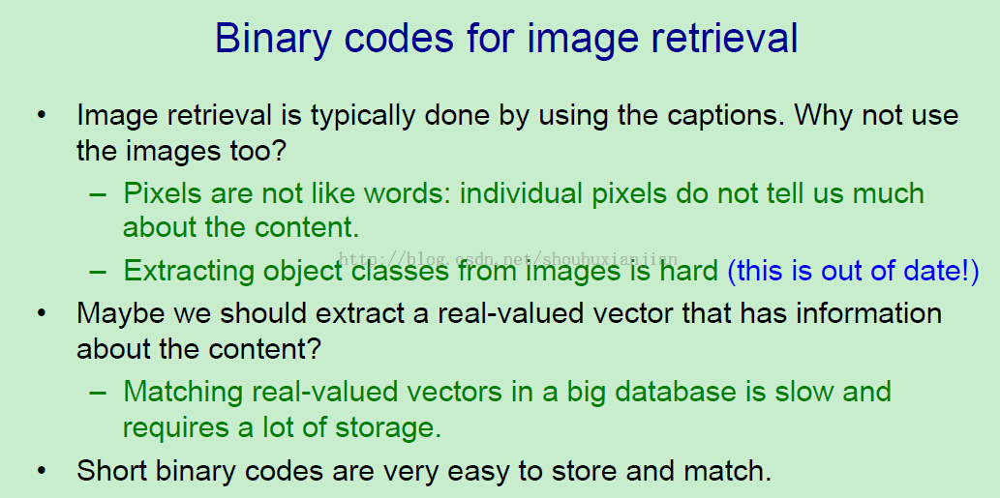 Binary codes for image retrieval
• Image retrieval is typically done by using the captions. Why not use
the images too?
– Pixels are not like words: individual pixels do not tell us much
about the content.
http://blog.csdn.net/shouhuxianjian
– Extracting object classes from images is hard (this is out of date!)
• Maybe we should extract a real-valued vector that has information
about the content?
– Matching real-valued vectors in a big database is slow and
requires a lot of storage.
• Short binary codes are very easy to store and match.